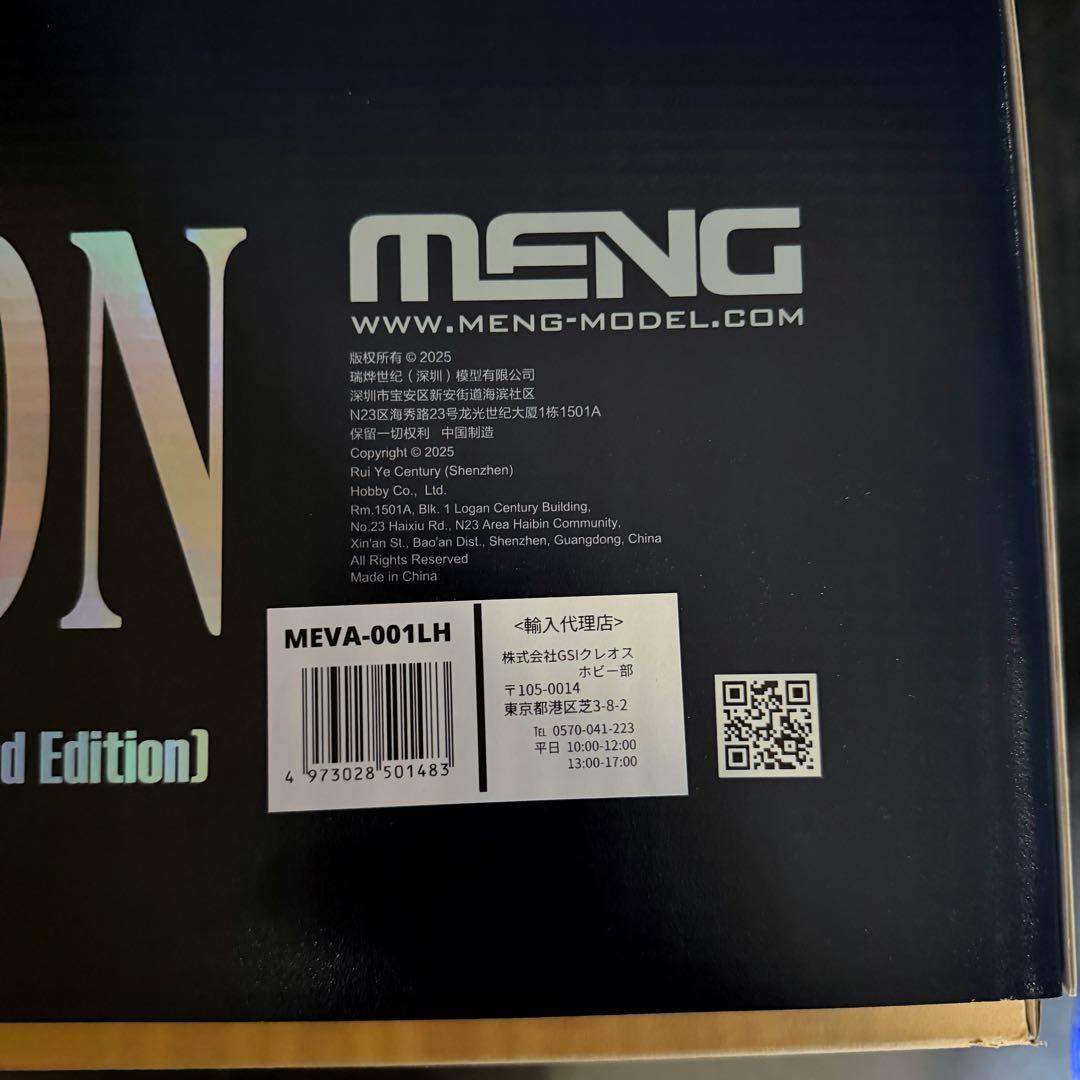 ON
d Edition)
MENG
WWW.MENG-MODEL.COM
版权所有 © 2025
瑞烨世纪（深圳）模型有限公司
深圳市宝安区新安街道海滨社区
N23区海秀路23号龙光世纪大厦1栋1501A
保留一切权利 中国制造
Copyright © 2025
Rui Ye Century (Shenzhen)
Hobby Co., Ltd.
Rm.1501A, Blk. 1 Logan Century Building,
No.23 Haixiu Rd., N23 Area Haibin Community,
Xin'an St., Bao'an Dist., Shenzhen, Guangdong, China
All Rights Reserved
Made in China
MEVA-001LH
4 973028 501483
<輸入代理店>
株式会社GSIクレオス
ホビー部
〒105-0014
東京都港区芝3-8-2
℡ 0570-041-223
平日 10:00-12:00
13:00-17:00